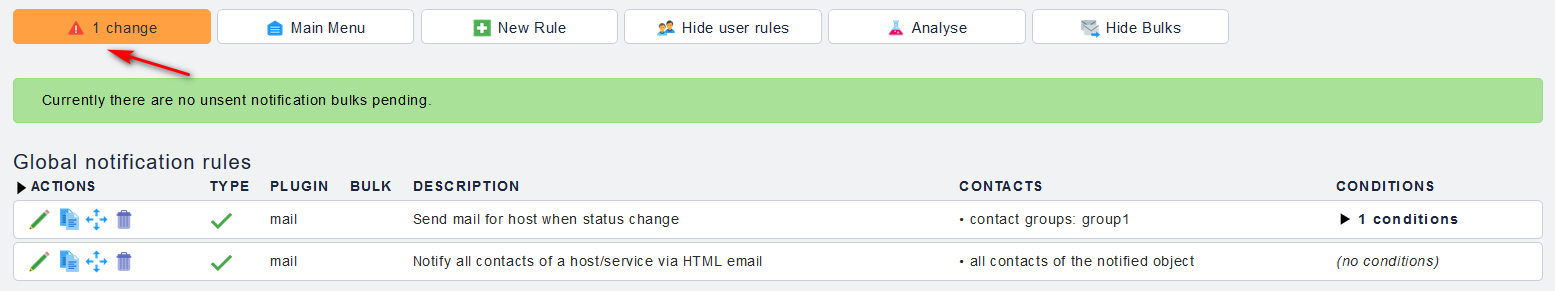 1 change Main Menu New Rule Hide user rules Analyse Hide Bulks
Currently there are no unsent notification bulks pending.
Global notification rules
ACTIONS TYPE PLUGIN BULK DESCRIPTION CONTACTS CONDITIONS
mail Send mail for host when status change • contact groups: group1 1 conditions
mail Notify all contacts of a host/service via HTML email • all contacts of the notified object (no conditions)